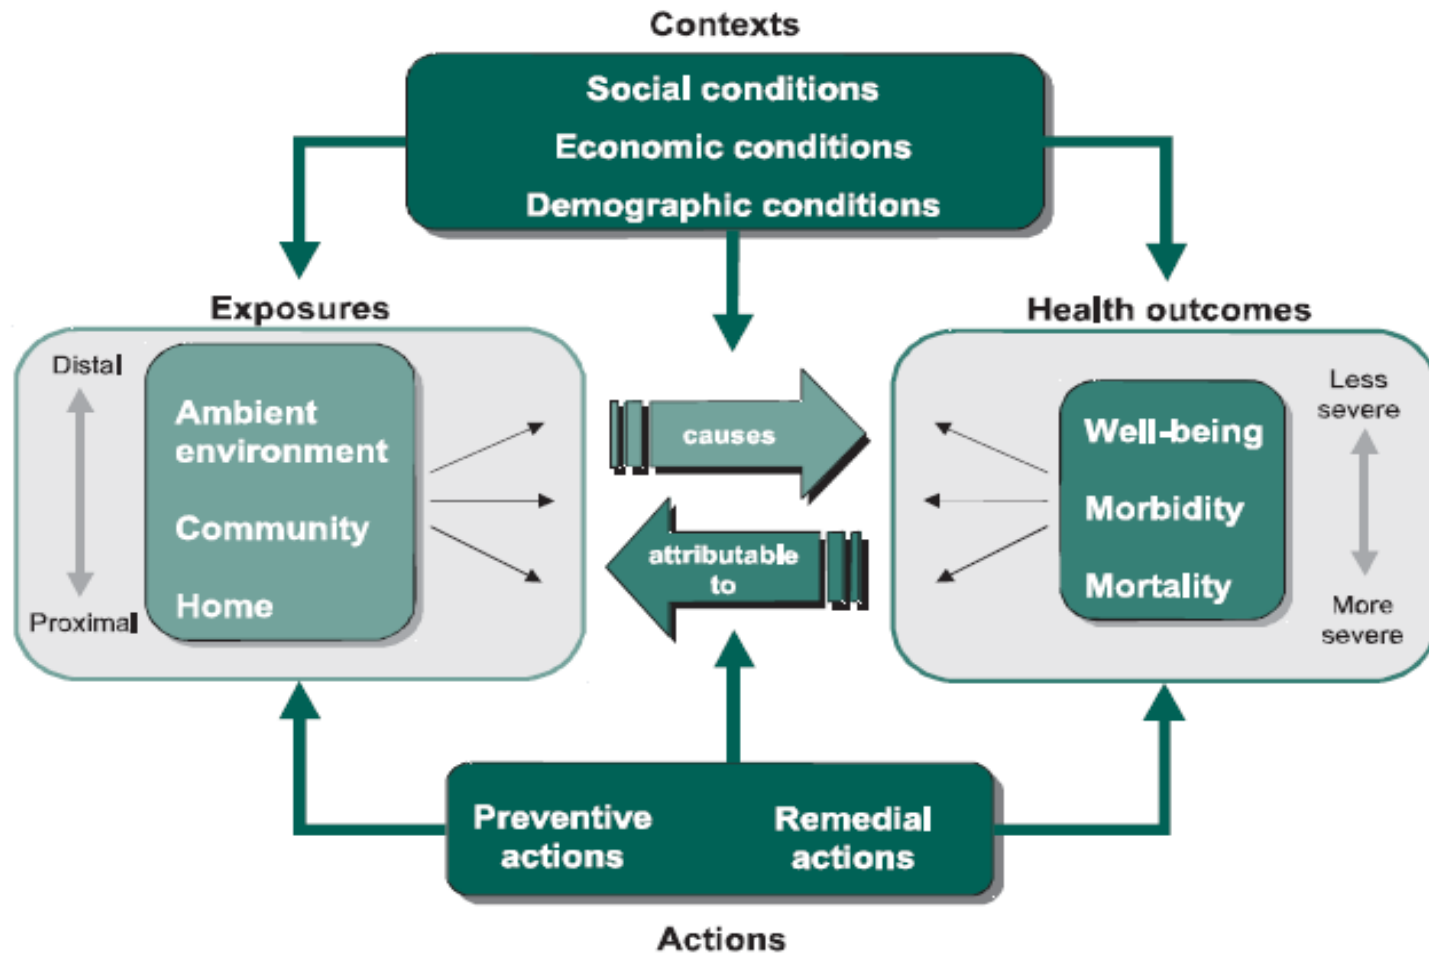 Contexts
Social conditions
Economic conditions
Demographic conditions
Exposures
Health outcomes
Distal
Proximal
Ambient
environment
Community
Home
causes
attributable
to
Well-being
Morbidity
Mortality
Less
severe
More
severe
Preventive
actions
Remedial
actions
Actions